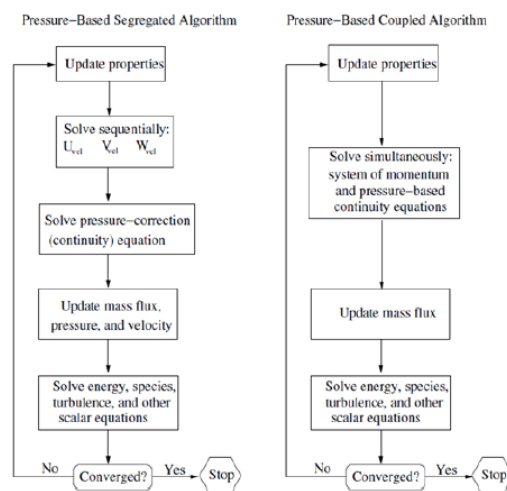 Pressure-Based Segregated Algorithm
Update properties
Solve sequentially:
U_vel V_vel W_vel
Solve pressure-correction
(continuity) equation
Update mass flux,
pressure, and velocity
Solve energy, species,
turbulence, and other
scalar equations
No
Converged?
Yes
Stop
Pressure-Based Coupled Algorithm
Update properties
Solve simultaneously:
system of momentum
and pressure-based
continuity equations
Update mass flux
Solve energy, species,
turbulence, and other
scalar equations
No
Converged?
Yes
Stop